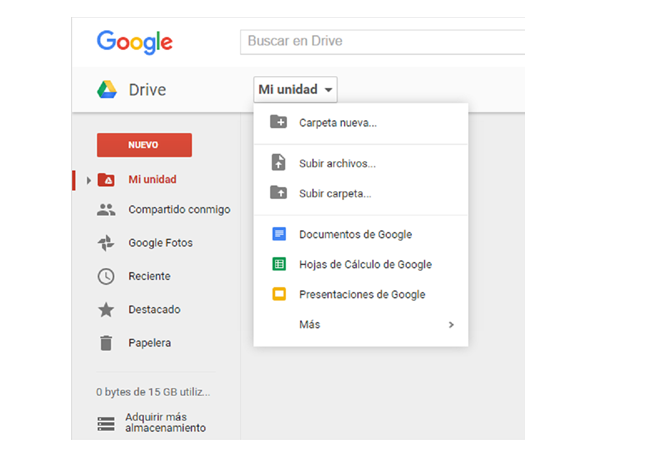 Google
Buscar en Drive
Drive
Mi unidad
Carpeta nueva...
Subir archivos...
Subir carpeta...
Documentos de Google
Hojas de Cálculo de Google
Presentaciones de Google
Más
NUEVO
Mi unidad
Compartido conmigo
Google Fotos
Reciente
Destacado
Papelera
0 bytes de 15 GB utiliz...
Adquirir más
almacenamiento